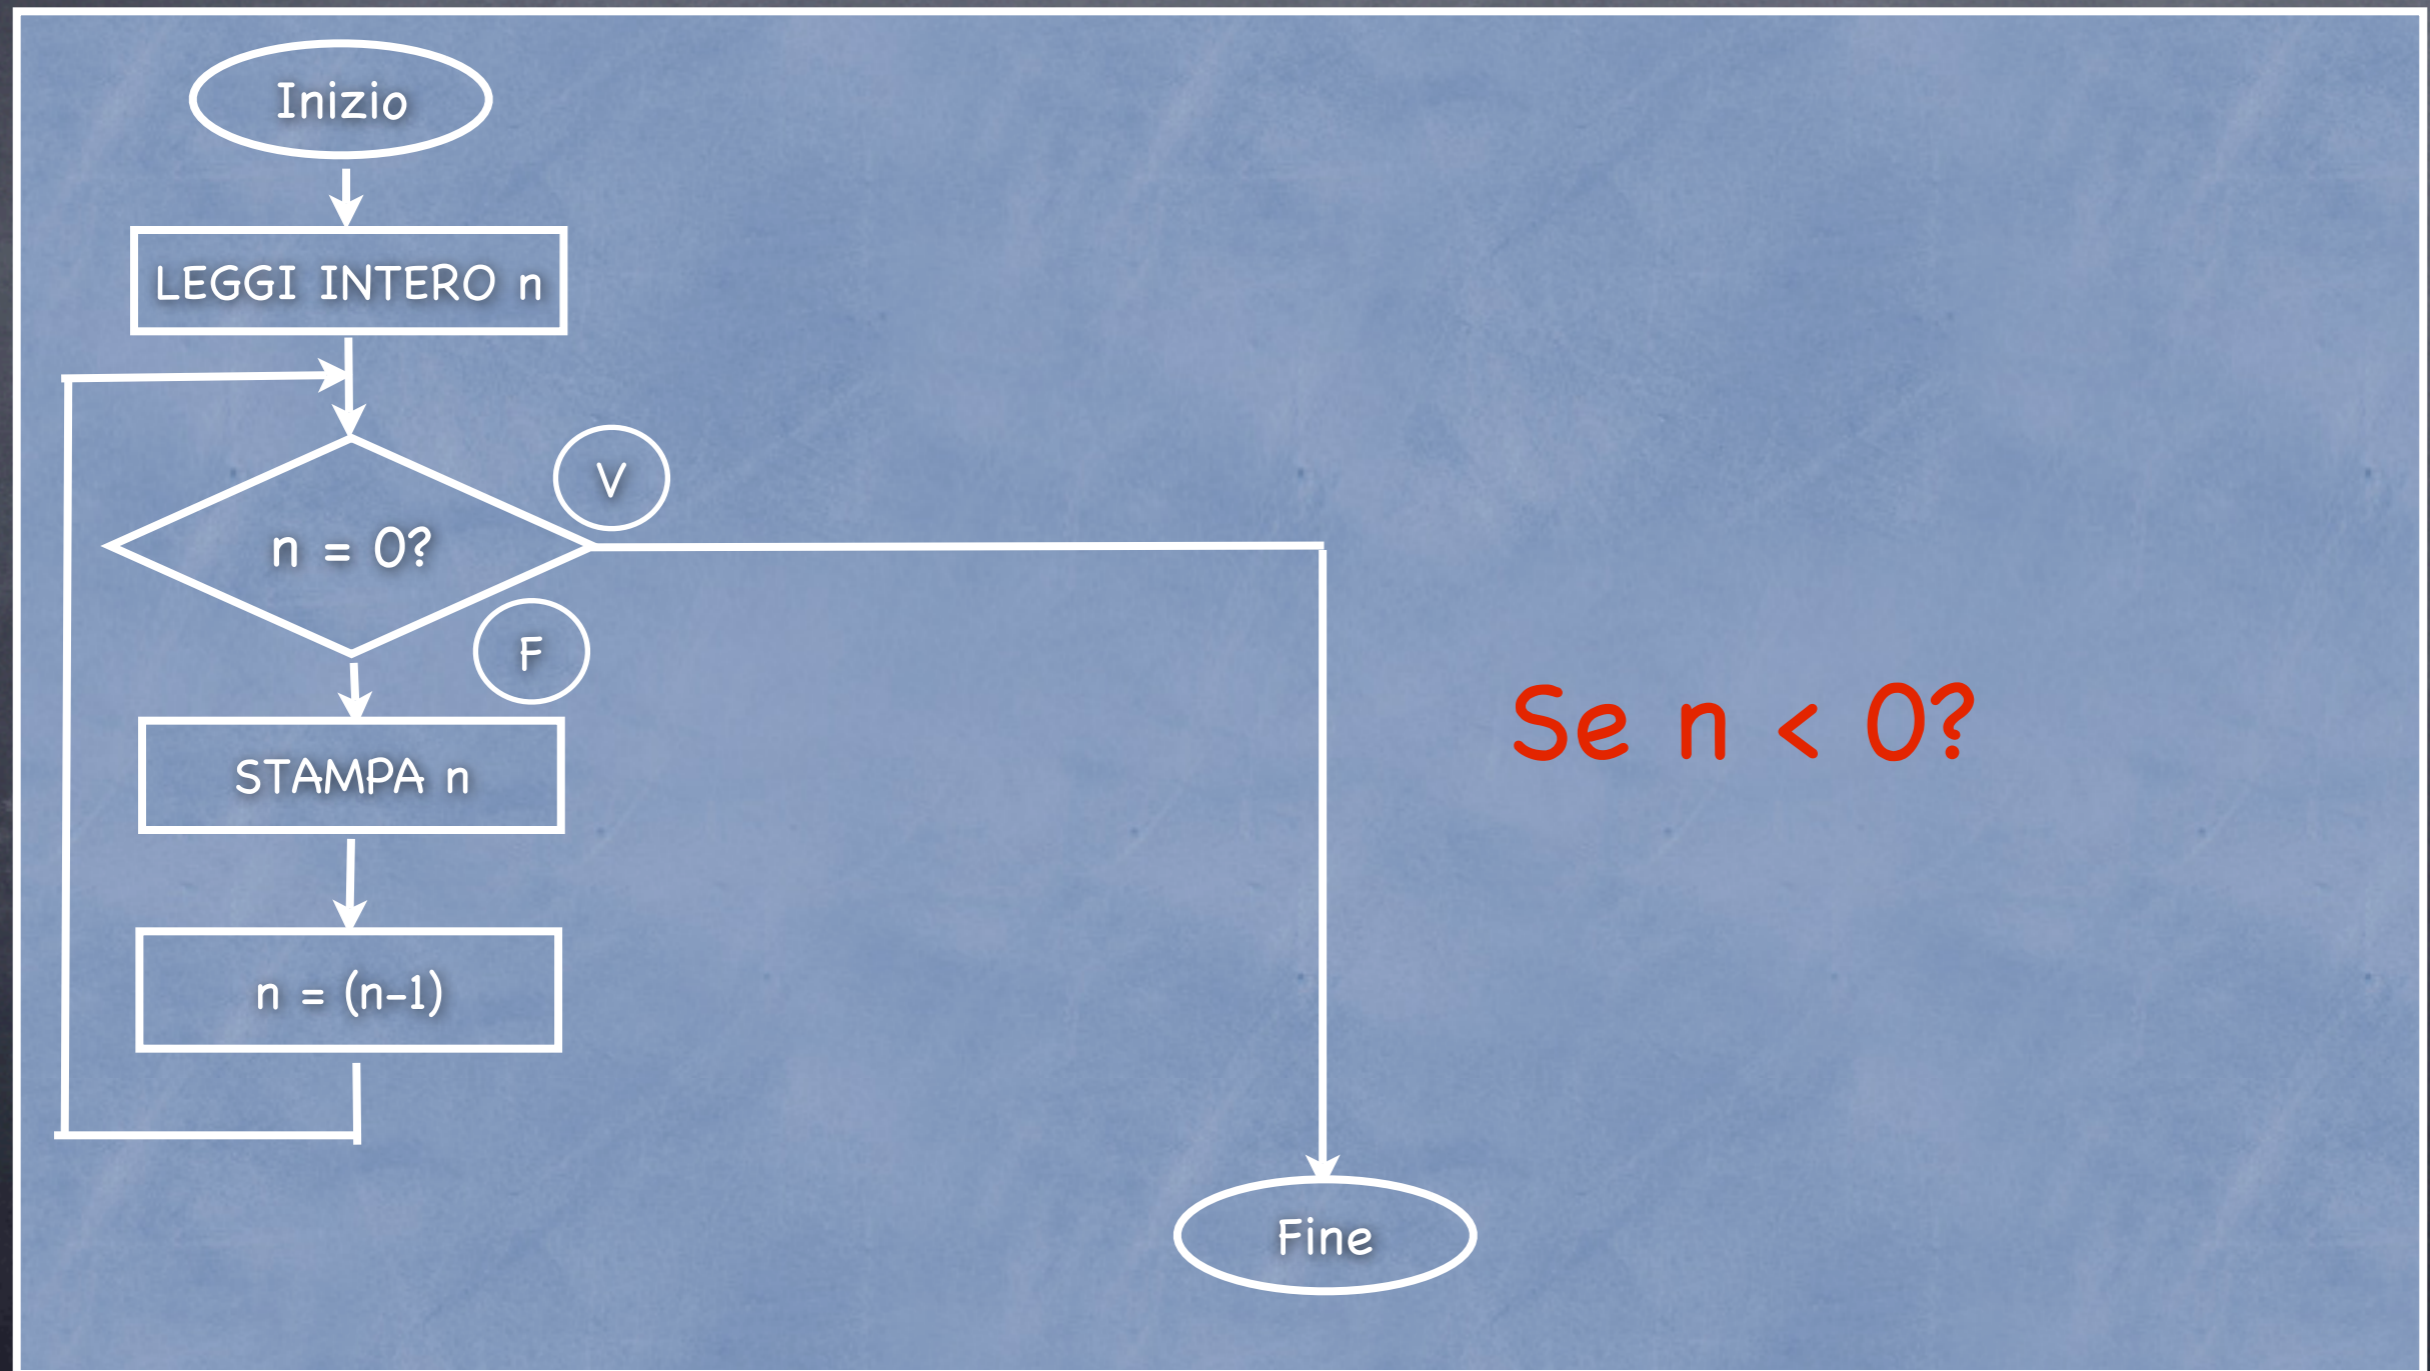 Inizio
LEGGI INTERO n
V
n = 0?
F
Se n < 0?
STAMPA n
n = (n-1)
Fine